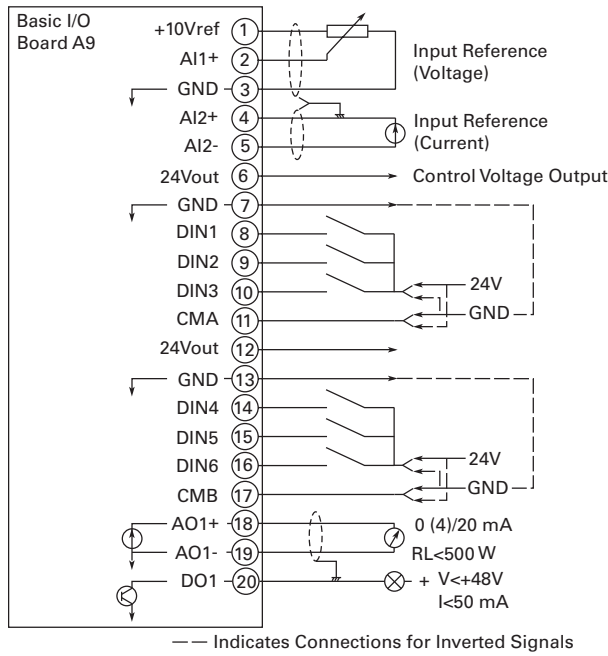 Basic I/O
Board A9
+10Vref 1
AI1+ 2
Input Reference
(Voltage)
GND 3
AI2+ 4
Input Reference
(Current)
AI2- 5
24Vout 6 Control Voltage Output
GND 7
DIN1 8
DIN2 9
DIN3 10
24V
GND
CMA 11
24Vout 12
GND 13
DIN4 14
DIN5 15
DIN6 16
24V
GND
CMB 17
AO1+ 18 0 (4)/20 mA
AO1- 19 RL<500 W
DO1 20 + V<+48V
I<50 mA
Indicates Connections for Inverted Signals